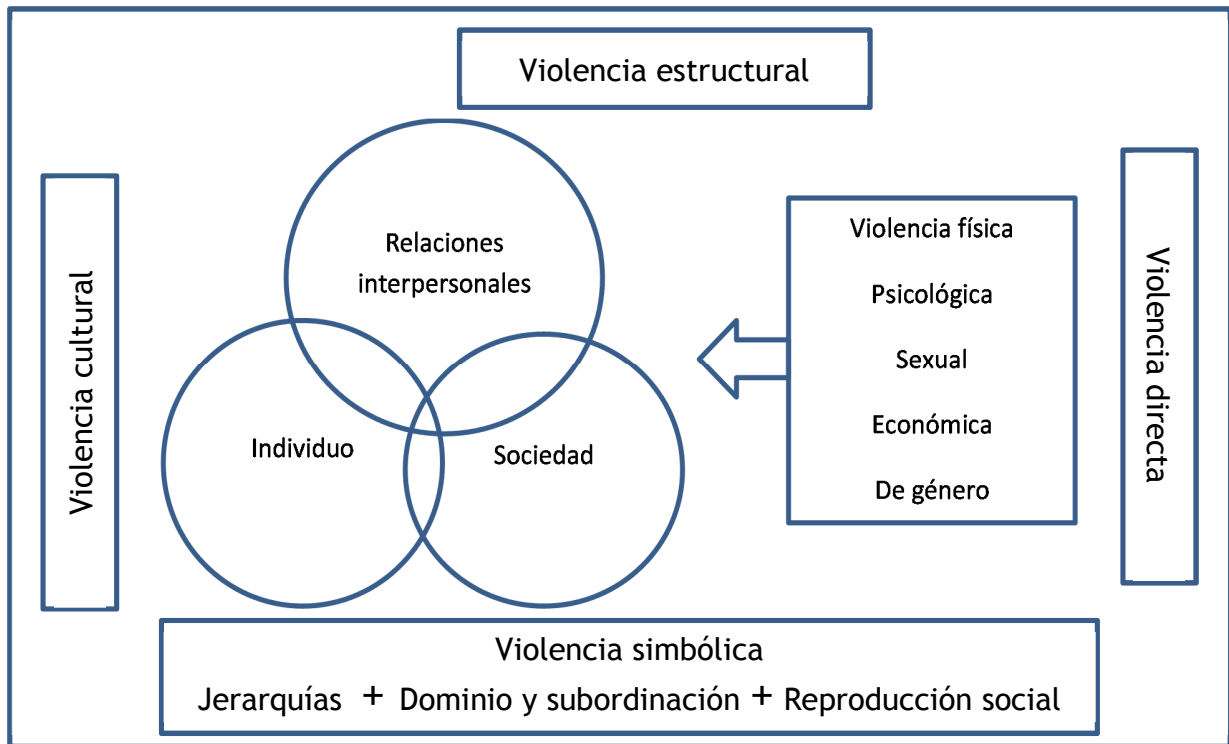 Violencia estructural
Violencia cultural
Relaciones
interpersonales
Individuo
Sociedad
Violencia física
Psicológica
Sexual
Económica
De género
Violencia directa
Violencia simbólica
Jerarquías + Dominio y subordinación + Reproducción social